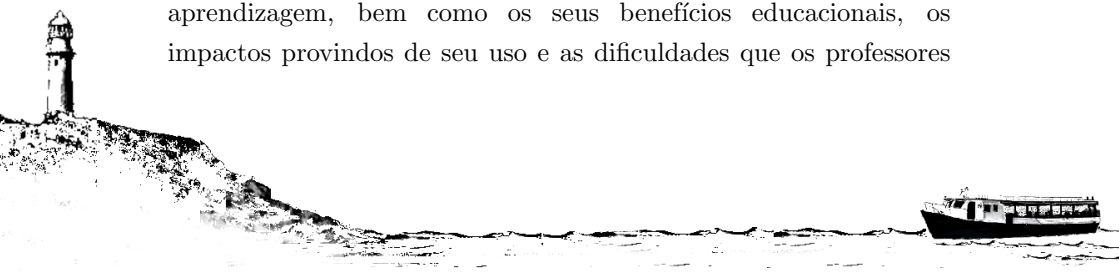 aprendizagem, bem como os seus benefícios educacionais, os
impactos provindos de seu uso e as dificuldades que os professores